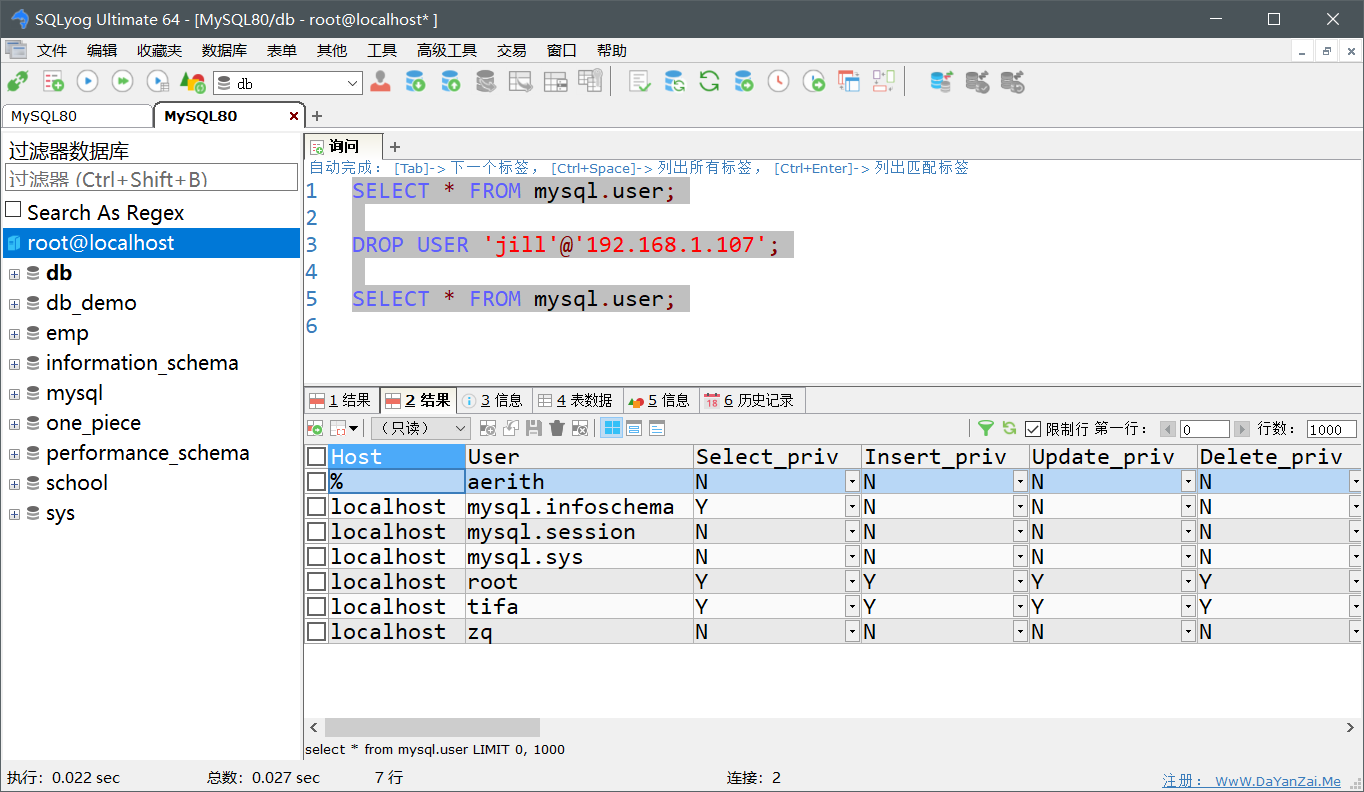 SQLyog Ultimate 64 - [MySQL80/db - root@localhost* ]
文件 编辑 收藏夹 数据库 表单 其他 工具 高级工具 交易 窗口 帮助
db
MySQL80 MySQL80
过滤器数据库
过滤器 (Ctrl+Shift+B)
Search As Regex
root@localhost
db
db_demo
emp
information_schema
mysql
one_piece
performance_schema
school
sys
询问
自动完成： [Tab]-> 下一个标签， [Ctrl+Space]-> 列出所有标签， [Ctrl+Enter]-> 列出匹配标签
1 SELECT * FROM mysql.user;
2
3 DROP USER 'jill'@'192.168.1.107';
4
5 SELECT * FROM mysql.user;
6
1 结果 2 结果 3 信息 4 表数据 5 信息 6 历史记录
（只读） 限制行 第一行： 0 行数： 1000
Host User Select_priv Insert_priv Update_priv Delete_priv
% aerith N N N N
localhost mysql.infoschema Y N N N
localhost mysql.session N N N N
localhost mysql.sys N N N N
localhost root Y Y Y Y
localhost tifa Y Y Y Y
localhost zq N N N N
select * from mysql.user LIMIT 0, 1000
执行：0.022 sec 总数：0.027 sec 7 行 连接：2 注册： WwW.DaYanZai.Me